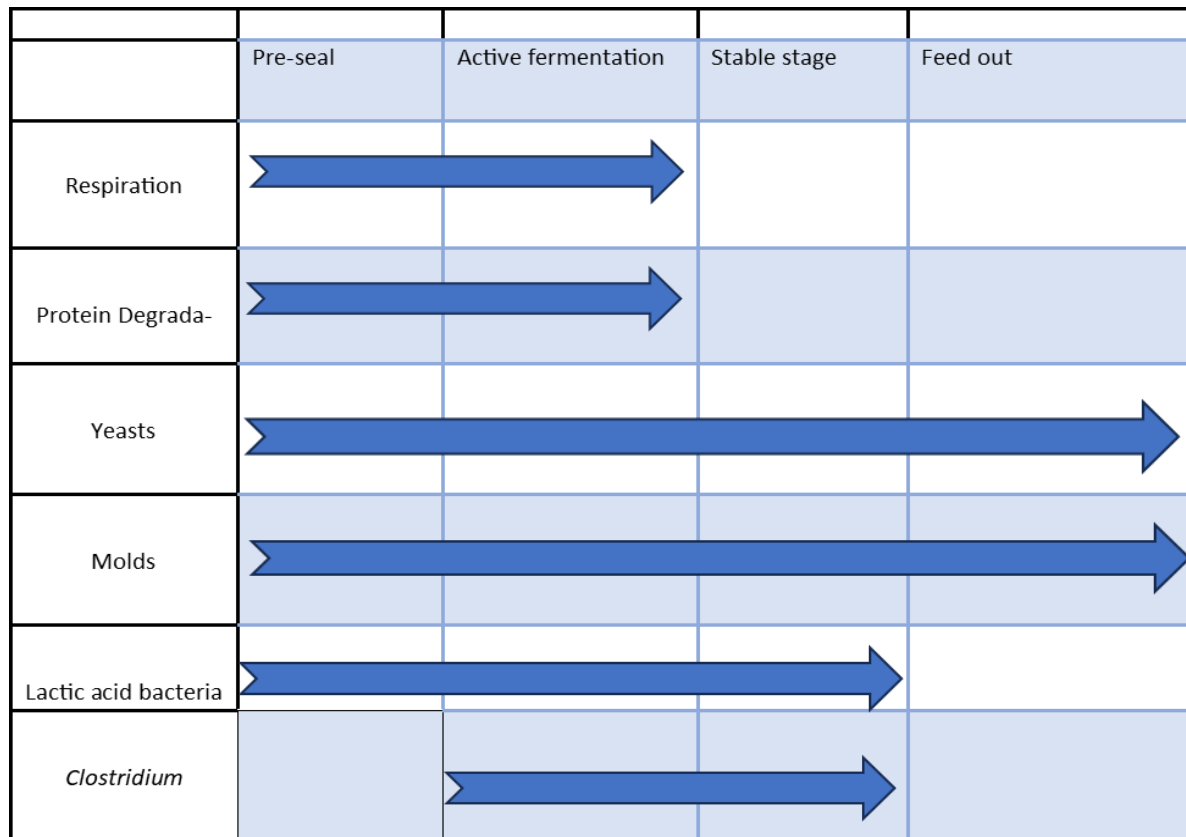 Pre-seal
Active fermentation
Stable stage
Feed out
Respiration
Protein Degrada-
Yeasts
Molds
Lactic acid bacteria
Clostridium